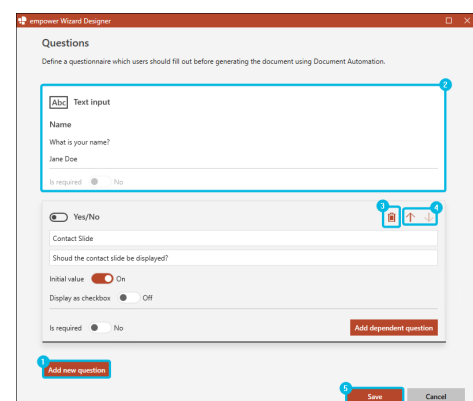 empower Wizard Designer
Questions
Define a questionnaire which users should fill out before generating the document using Document Automation.
2
Abc Text input
Name
What is your name?
Jane Doe
Is required No
3 4
Yes/No
Contact Slide
Shoud the contact slide be displayed?
Initial value On
Display as checkbox Off
Is required No Add dependent question
1
Add new question
5
Save Cancel